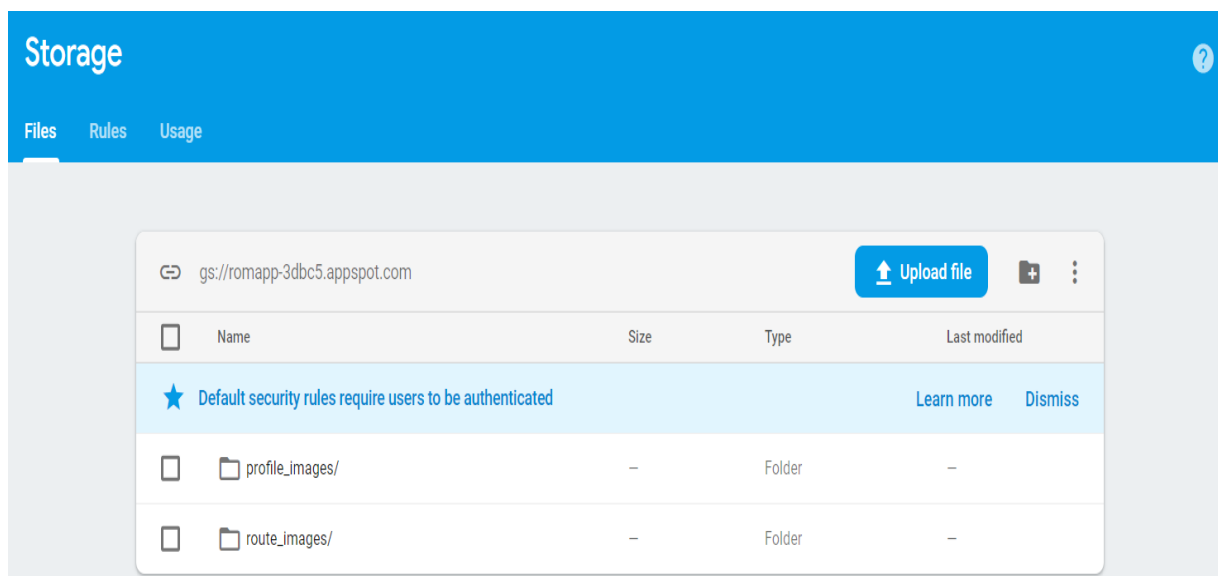 Storage
?
Files Rules Usage
gs://romapp-3dbc5.appspot.com Upload file
Name Size Type Last modified
Default security rules require users to be authenticated Learn more Dismiss
profile_images/ — Folder —
route_images/ — Folder —